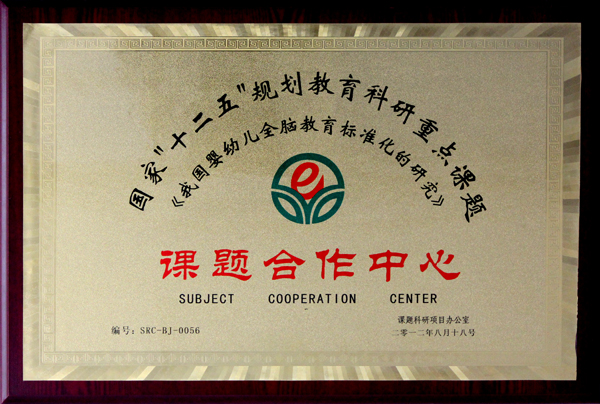 国家"十二五"规划教育科研重点课题
《我国婴幼儿全脑教育标准化的研究》
e
课题合作中心
SUBJECT COOPERATION CENTER
编号：SRC-BJ-0056
课题科研项目办公室
二零一二年八月十八号